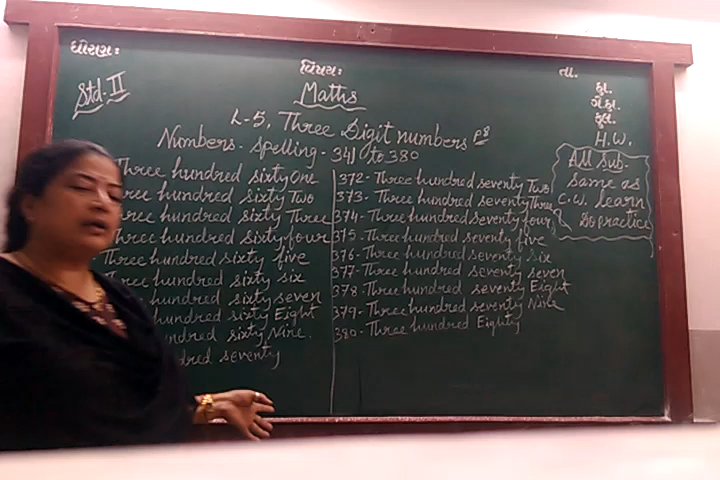 ધોરણઃ
વિષયઃ
તા.
Std. II
Maths
કુા.
ગે.હા.
કુલ
L-5, Three Digit numbers P8
Numbers - spelling - 341 to 380
H.W.
All Sub.
Same as
C.W. learn
Do practice
Three hundred sixty One
Three hundred sixty Two
Three hundred sixty Three
Three hundred sixty four
Three hundred sixty five
Three hundred sixty six
hundred sixty seven
hundred sixty Eight
hundred sixty Nine.
hundred seventy
372- Three hundred seventy Two
373- Three hundred seventy Three
374- Three hundred seventy four
375- Three hundred seventy five
376- Three hundred seventy Six
377- Three hundred seventy seven
378- Three hundred seventy Eight
379- Three hundred seventy Nine
380- Three hundred Eighty